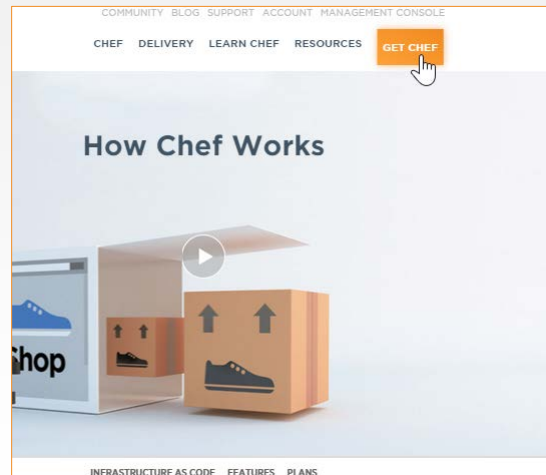 COMMUNITY BLOG SUPPORT ACCOUNT MANAGEMENT CONSOLE
CHEF DELIVERY LEARN CHEF RESOURCES GET CHEF
How Chef Works
Shop
INFRASTRUCTURE AS CODE FEATURES PLANS